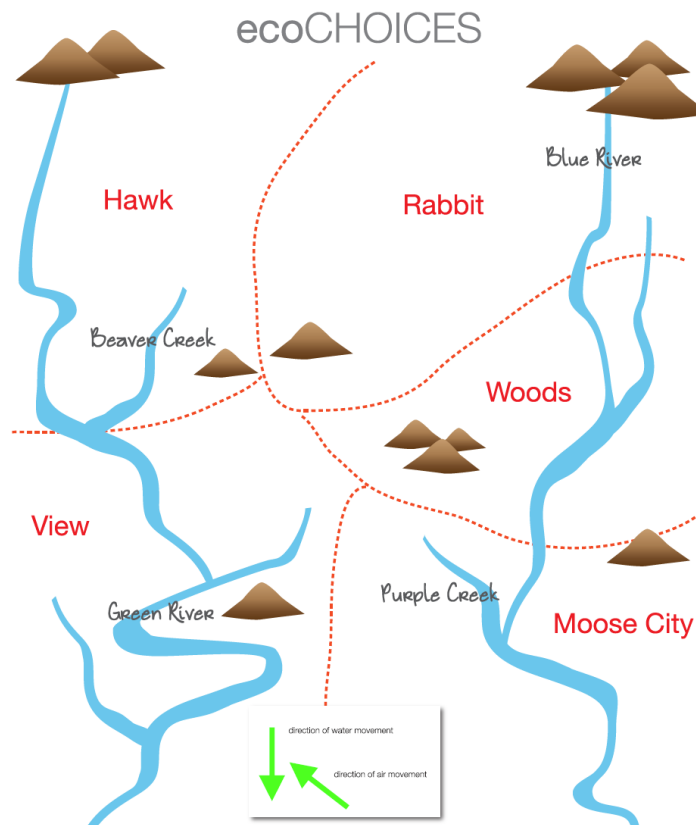 ecoCHOICES
Blue River
Hawk
Rabbit
Beaver Creek
Woods
View
Green River
Purple Creek
Moose City
direction of water movement
direction of air movement